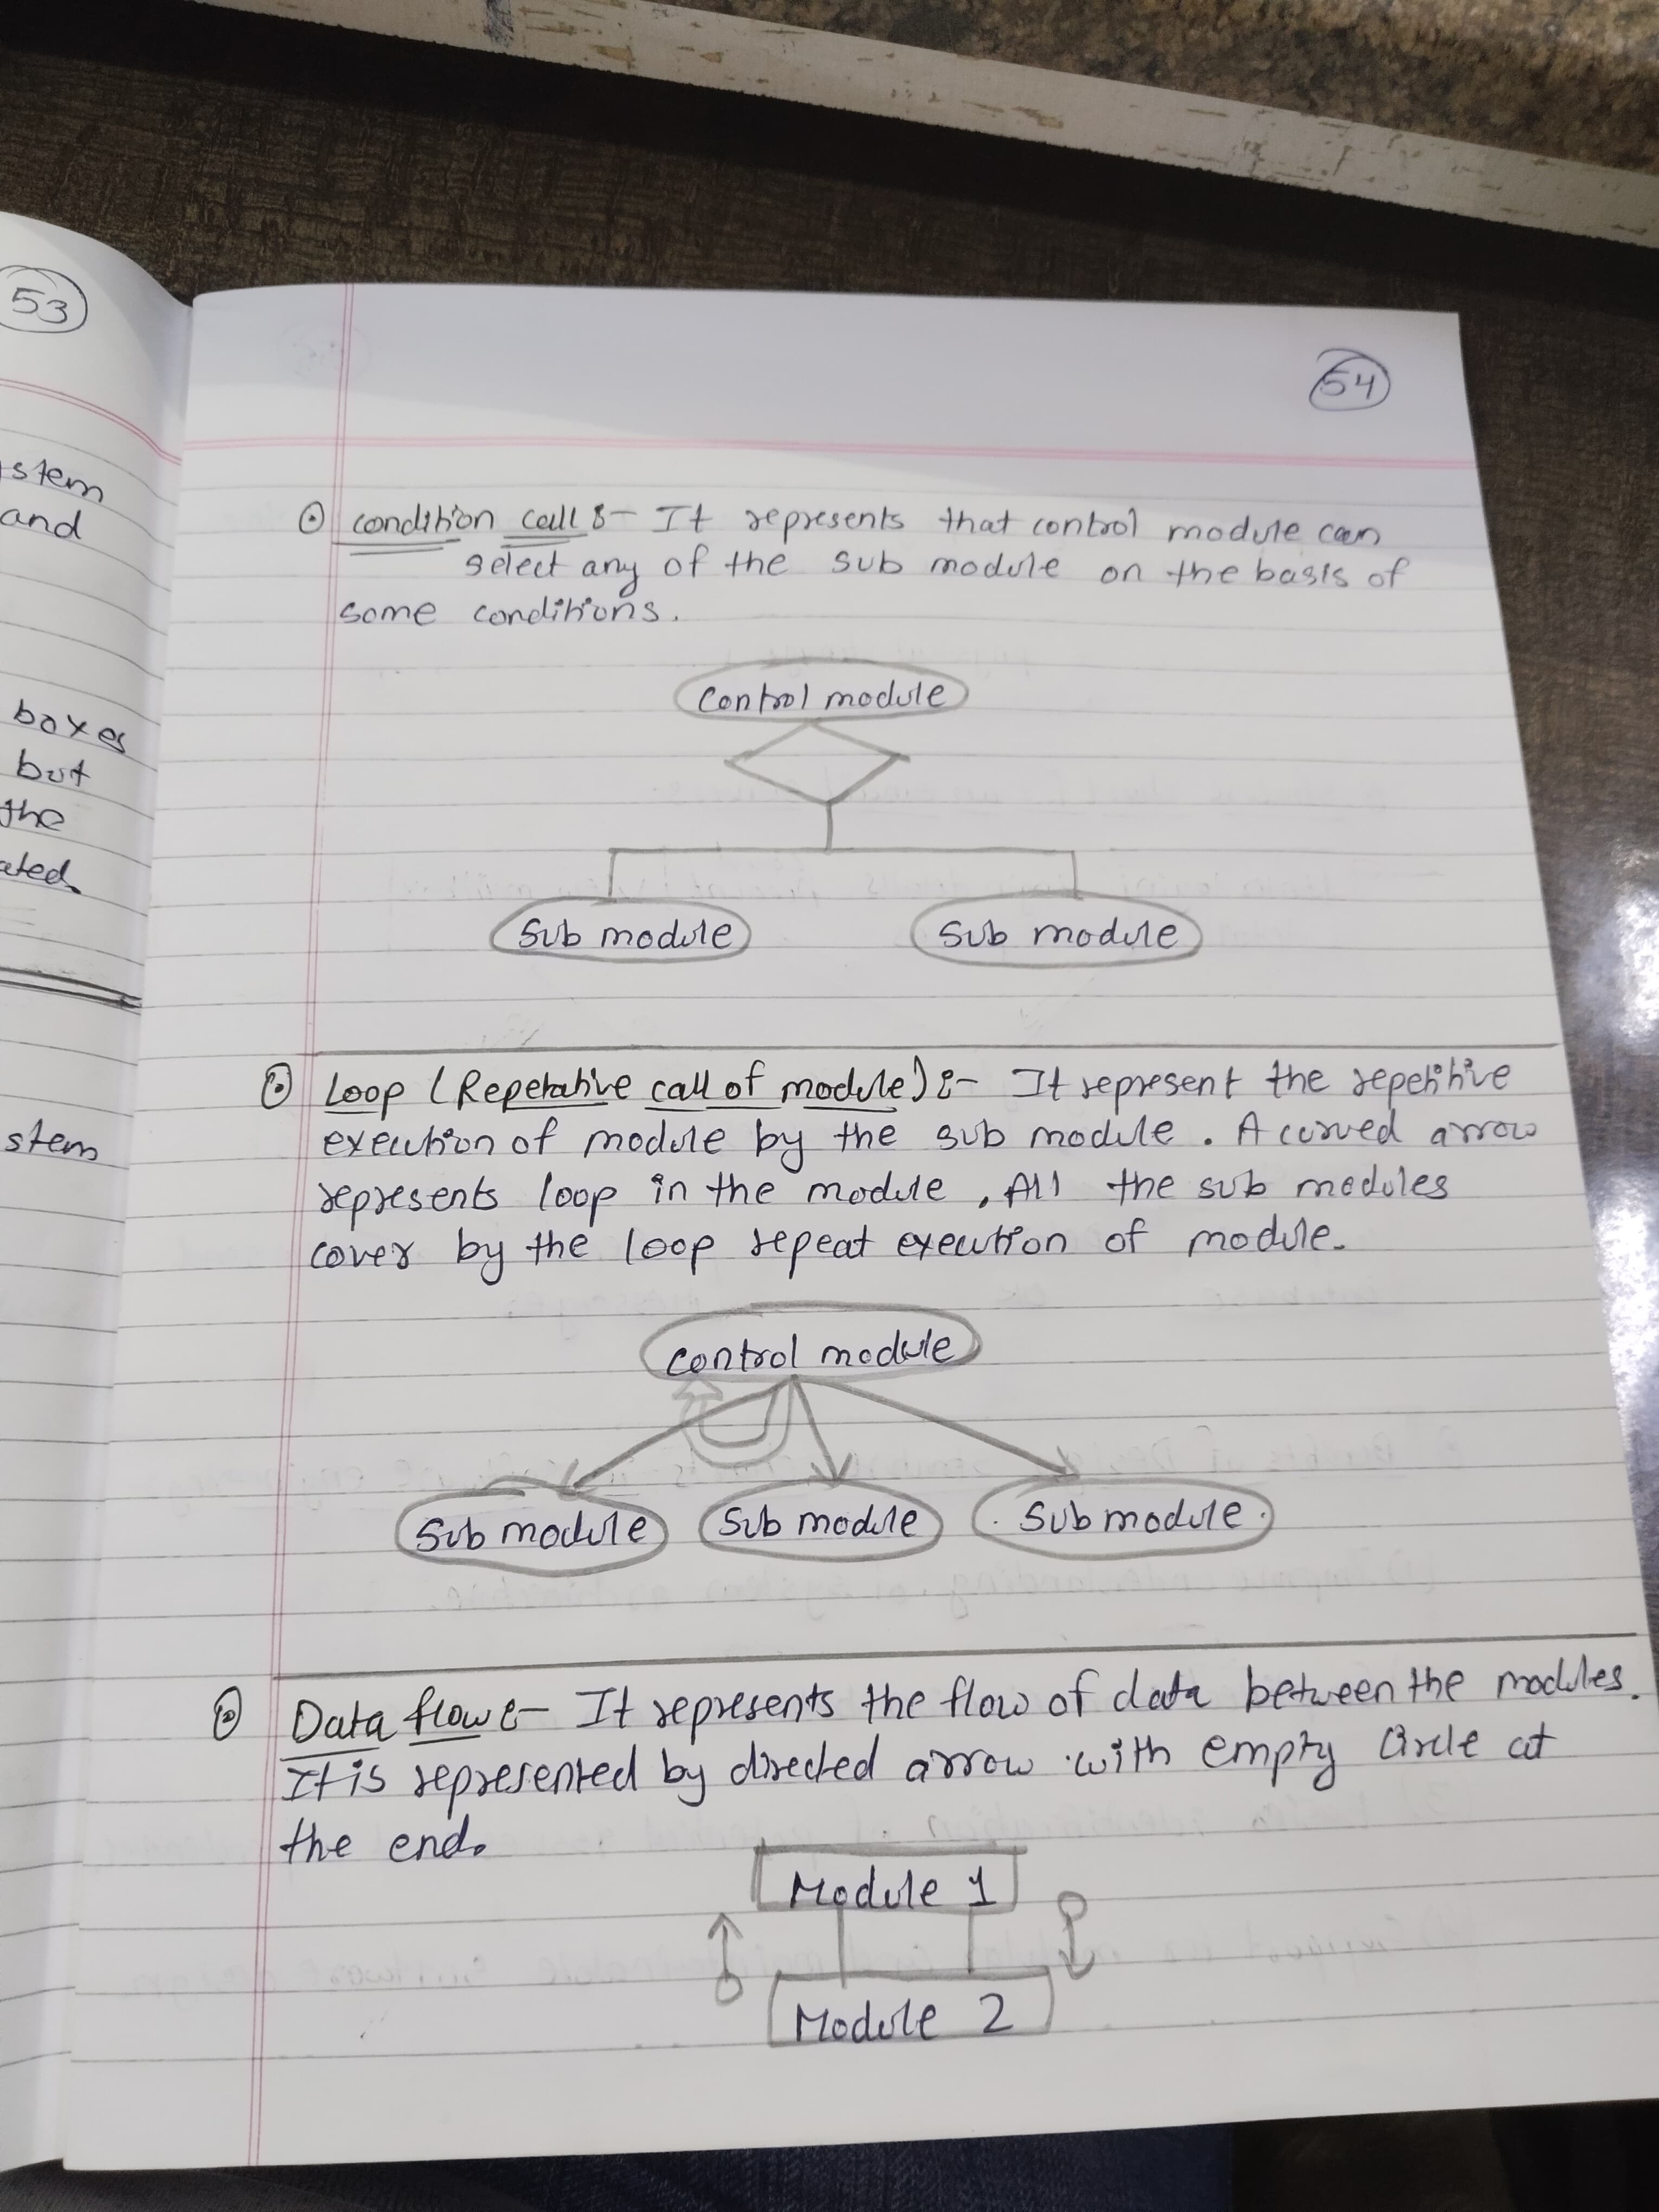 53
stem
and
boxes
but
the
ated.
stem
54
condition call :- It represents that control module can
select any of the sub module on the basis of
some conditions.
Control module
Sub module Sub module
Loop (Repetative call of module) :- It represent the repetitive
execution of module by the sub module. A curved arrow
represents loop in the module, All the sub modules
cover by the loop repeat execution of module.
control module
Sub module Sub module Sub module
Data flow :- It represents the flow of data between the modules.
It is represented by directed arrow with empty Circle at
the end.
Module 1
Module 2